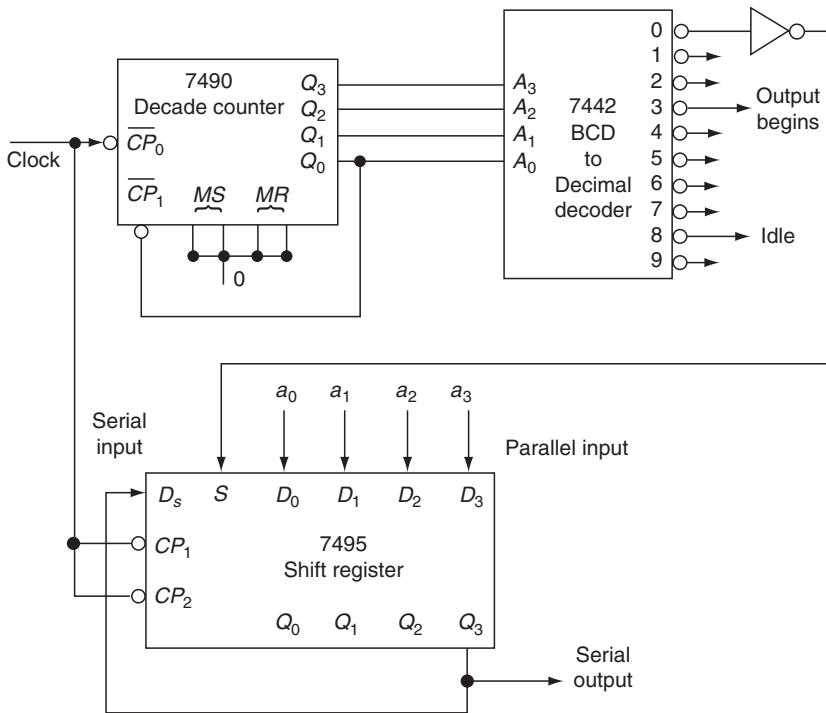 0
1
2
3
4
5
6
7
8
9
Output begins
Idle
7442
BCD
to
Decimal
decoder
A₃
A₂
A₁
A₀
7490
Decade counter
Q₃
Q₂
Q₁
Q₀
Clock
C̅P̅₀
C̅P̅₁
MS
MR
0
a₀ a₁ a₂ a₃
Serial
input
Parallel input
Dₛ S D₀ D₁ D₂ D₃
7495
Shift register
CP₁
CP₂
Q₀ Q₁ Q₂ Q₃
Serial
output